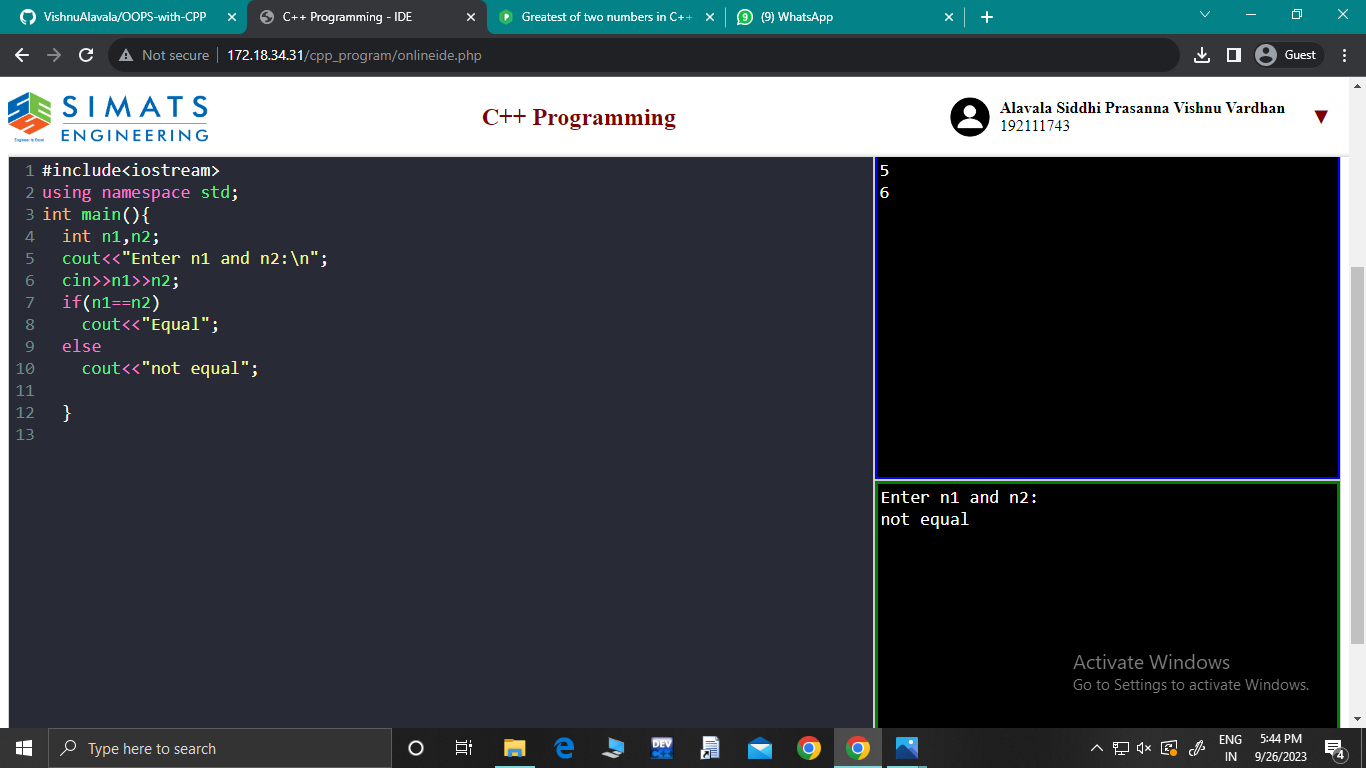 VishnuAlavala/OOPS-with-CPP
C++ Programming - IDE
Greatest of two numbers in C++
(9) WhatsApp
Not secure
172.18.34.31/cpp_program/onlineide.php
Guest
SIMATS
ENGINEERING
Engineer to Excel
C++ Programming
Alavala Siddhi Prasanna Vishnu Vardhan
192111743
1 #include<iostream>
2 using namespace std;
3 int main(){
4   int n1,n2;
5   cout<<"Enter n1 and n2:\n";
6   cin>>n1>>n2;
7   if(n1==n2)
8     cout<<"Equal";
9   else
10     cout<<"not equal";
11
12   }
13
5
6
Enter n1 and n2:
not equal
Activate Windows
Go to Settings to activate Windows.
Type here to search
DEV
ENG
IN
5:44 PM
9/26/2023
4